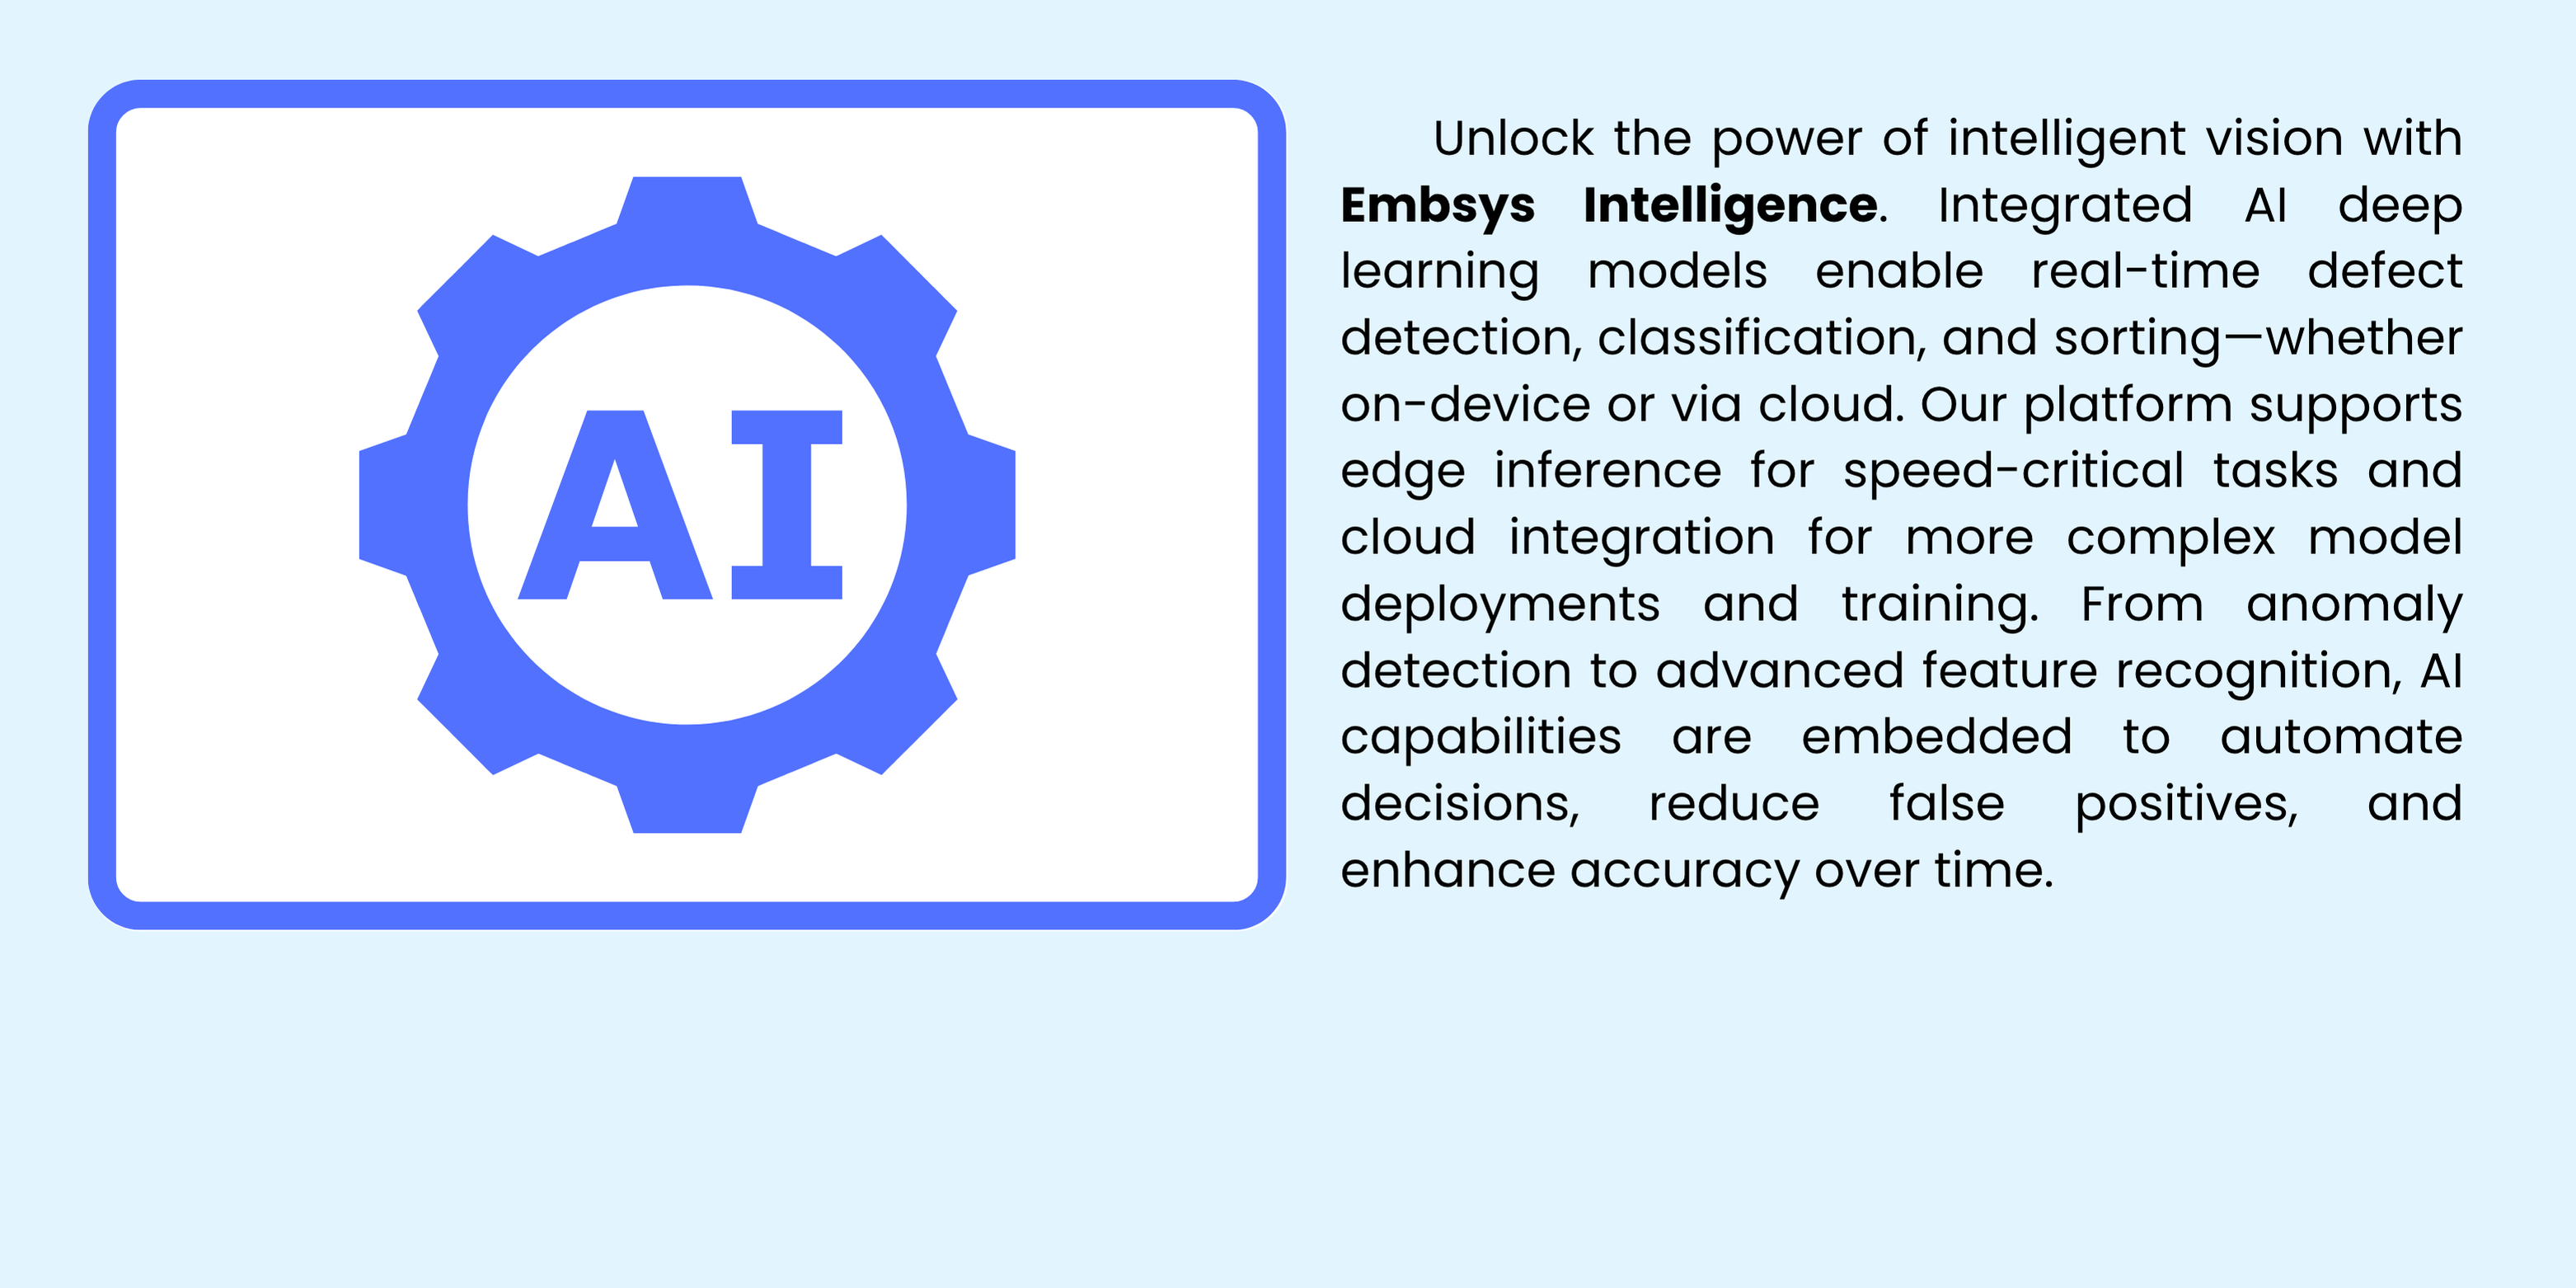 AI
Unlock the power of intelligent vision with
Embsys Intelligence. Integrated AI deep
learning models enable real-time defect
detection, classification, and sorting—whether
on-device or via cloud. Our platform supports
edge inference for speed-critical tasks and
cloud integration for more complex model
deployments and training. From anomaly
detection to advanced feature recognition, AI
capabilities are embedded to automate
decisions, reduce false positives, and
enhance accuracy over time.